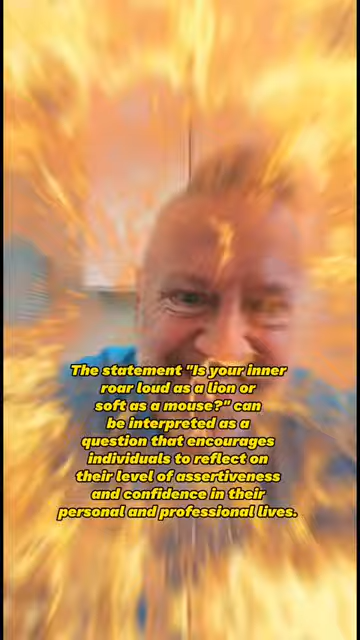 The statement "Is your inner
roar loud as a lion or
soft as a mouse?" can
be interpreted as a
question that encourages
individuals to reflect on
their level of assertiveness
and confidence in their
personal and professional lives.